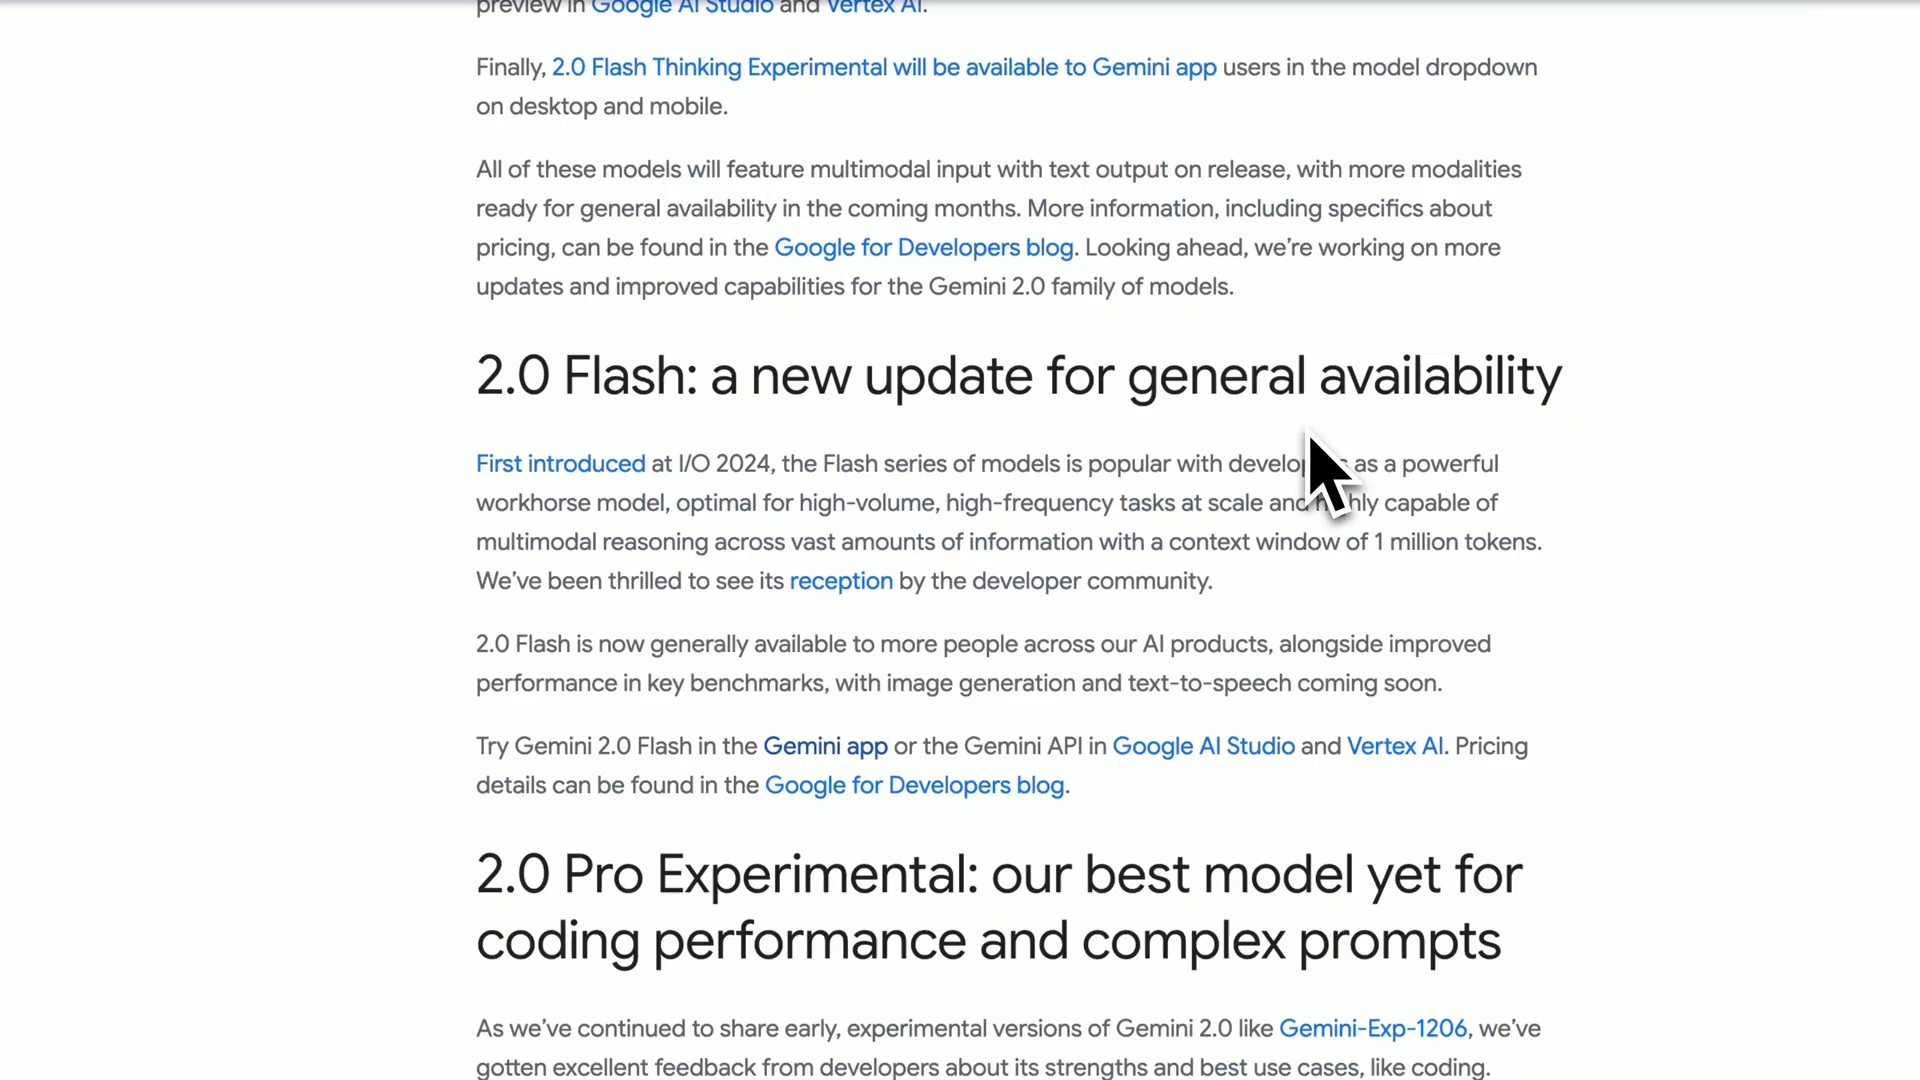 preview in Google AI Studio and Vertex AI.
Finally, 2.0 Flash Thinking Experimental will be available to Gemini app users in the model dropdown
on desktop and mobile.
All of these models will feature multimodal input with text output on release, with more modalities
ready for general availability in the coming months. More information, including specifics about
pricing, can be found in the Google for Developers blog. Looking ahead, we’re working on more
updates and improved capabilities for the Gemini 2.0 family of models.
2.0 Flash: a new update for general availability
First introduced at I/O 2024, the Flash series of models is popular with developers as a powerful
workhorse model, optimal for high-volume, high-frequency tasks at scale and highly capable of
multimodal reasoning across vast amounts of information with a context window of 1 million tokens.
We’ve been thrilled to see its reception by the developer community.
2.0 Flash is now generally available to more people across our AI products, alongside improved
performance in key benchmarks, with image generation and text-to-speech coming soon.
Try Gemini 2.0 Flash in the Gemini app or the Gemini API in Google AI Studio and Vertex AI. Pricing
details can be found in the Google for Developers blog.
2.0 Pro Experimental: our best model yet for
coding performance and complex prompts
As we’ve continued to share early, experimental versions of Gemini 2.0 like Gemini-Exp-1206, we’ve
gotten excellent feedback from developers about its strengths and best use cases, like coding.